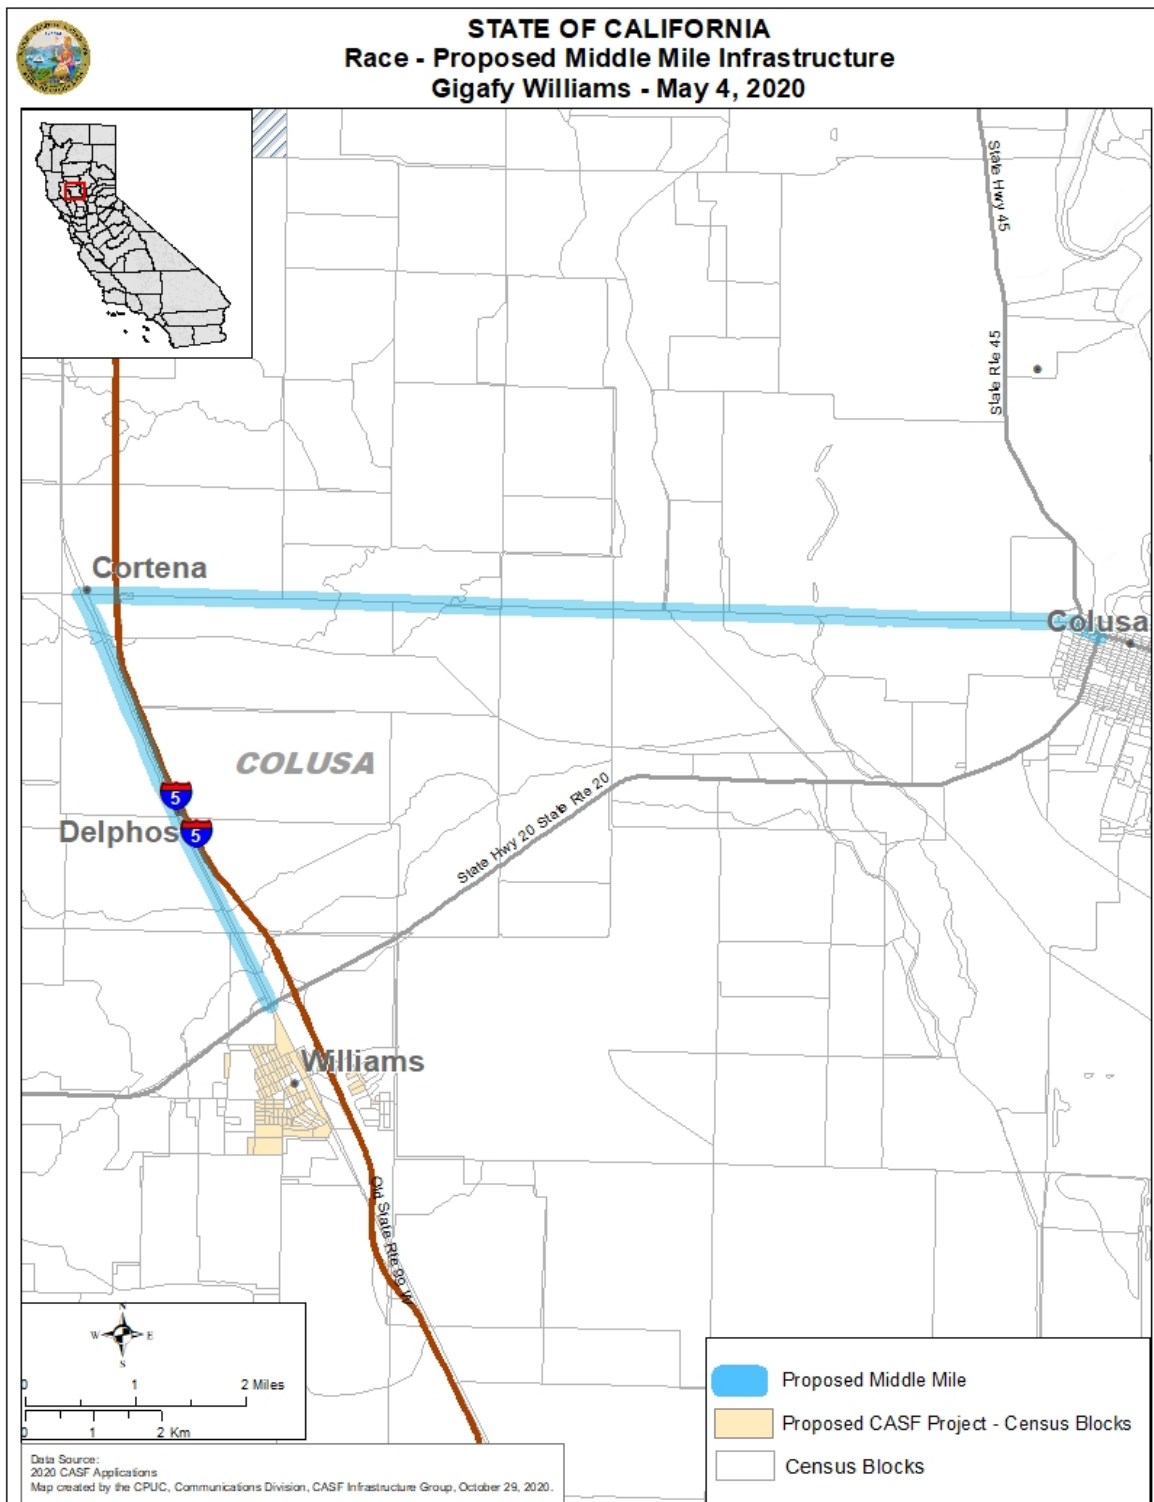 STATE OF CALIFORNIA
Race - Proposed Middle Mile Infrastructure
Gigafy Williams - May 4, 2020
State Hwy 45
State Rte 45
Cortena
Colusa
COLUSA
5
Delphos
5
State Hwy 20 State Rte 20
Williams
Old State Rte 99 W
N
W E
S
0 1 2 Miles
0 1 2 Km
Data Source:
2020 CASF Applications
Map created by the CPUC, Communications Division, CASF Infrastructure Group, October 29, 2020.
Proposed Middle Mile
Proposed CASF Project - Census Blocks
Census Blocks